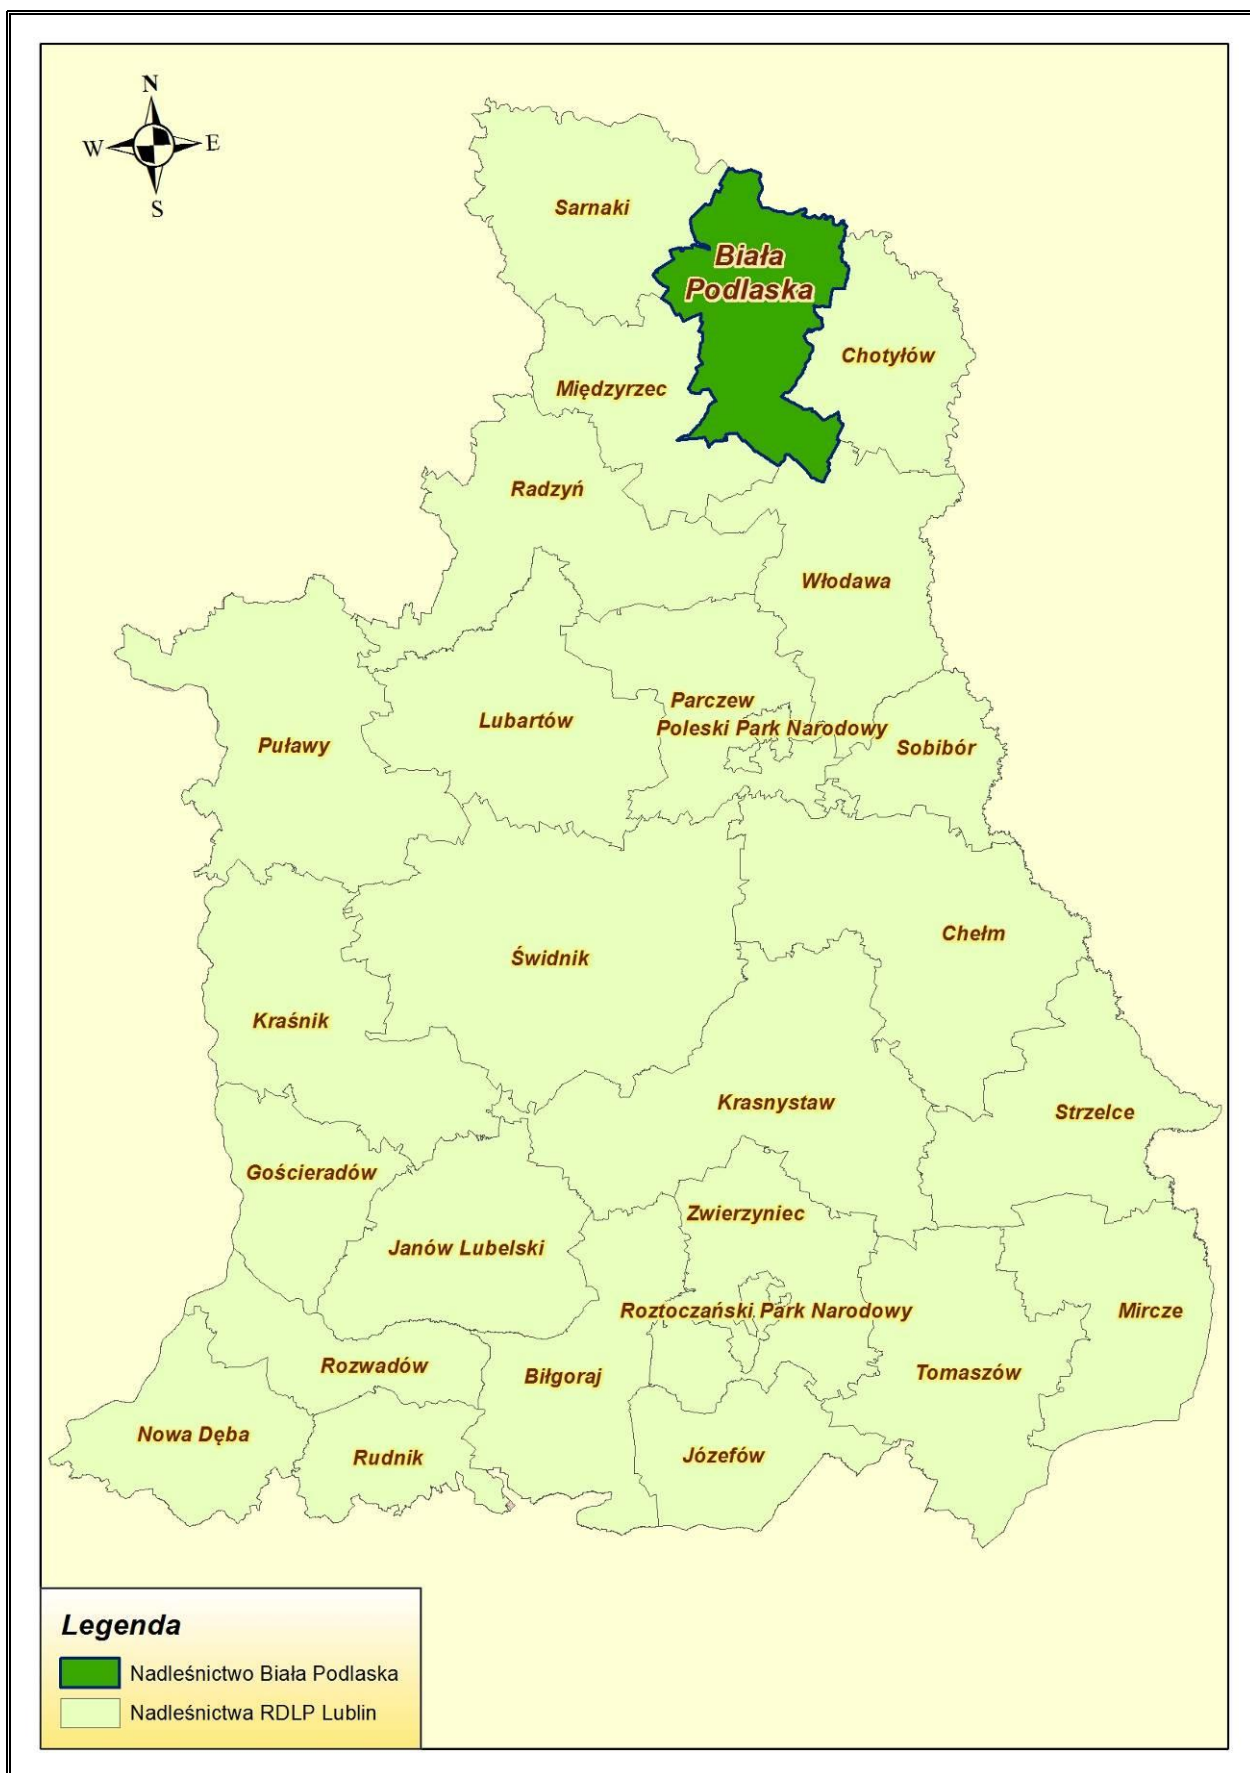 N
W
E
S
Sarnaki
Biała
Podlaska
Chotyłów
Międzyrzec
Radzyń
Włodawa
Parczew
Lubartów
Poleski Park Narodowy
Puławy
Sobibór
Chełm
Świdnik
Kraśnik
Krasnystaw
Strzelce
Gościeradów
Zwierzyniec
Janów Lubelski
Roztoczański Park Narodowy
Mircze
Rozwadów
Biłgoraj
Tomaszów
Nowa Dęba
Rudnik
Józefów
Legenda
Nadleśnictwo Biała Podlaska
Nadleśnictwa RDLP Lublin